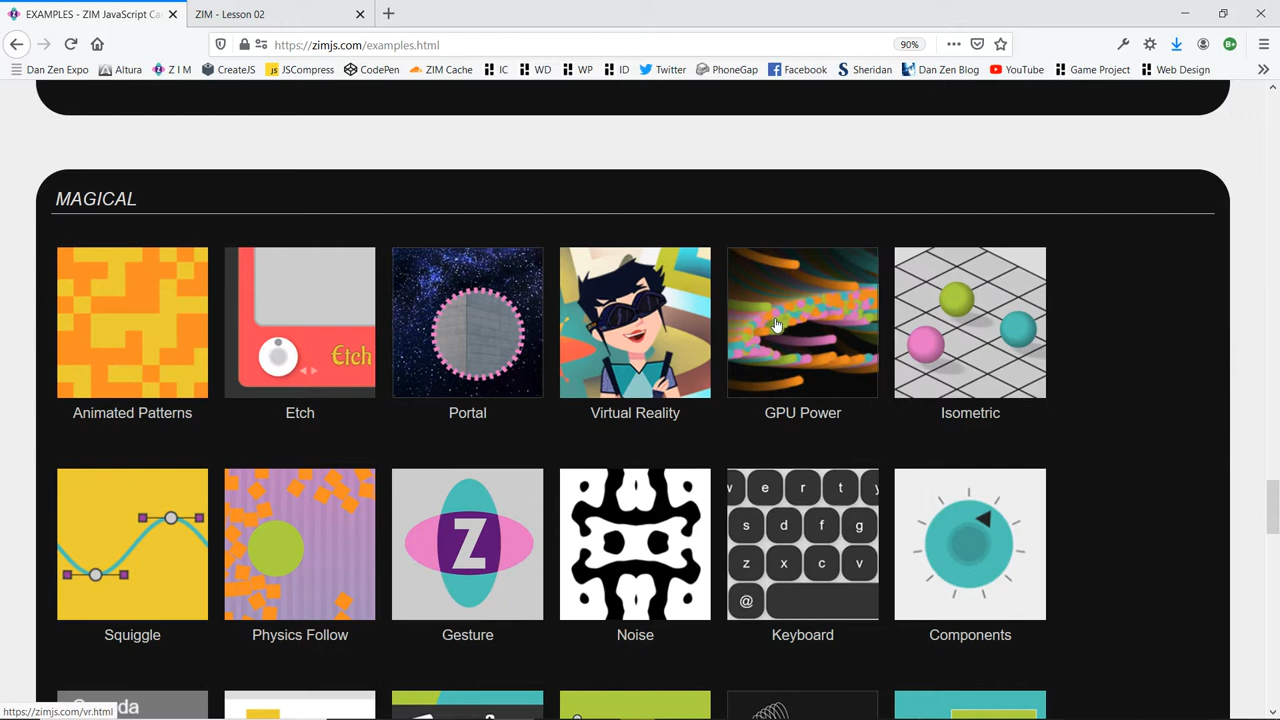 EXAMPLES - ZIM JavaScript Ca
ZIM - Lesson 02
https://zimjs.com/examples.html
90%
Dan Zen Expo
Altura
Z I M
CreateJS
JSCompress
CodePen
ZIM Cache
IC
WD
WP
ID
Twitter
PhoneGap
Facebook
Sheridan
Dan Zen Blog
YouTube
Game Project
Web Design
MAGICAL
Etch
Animated Patterns
Etch
Portal
Virtual Reality
GPU Power
Isometric
Z
w e r t y
s d f g
z x c v
@
Squiggle
Physics Follow
Gesture
Noise
Keyboard
Components
https://zimjs.com/vr.html